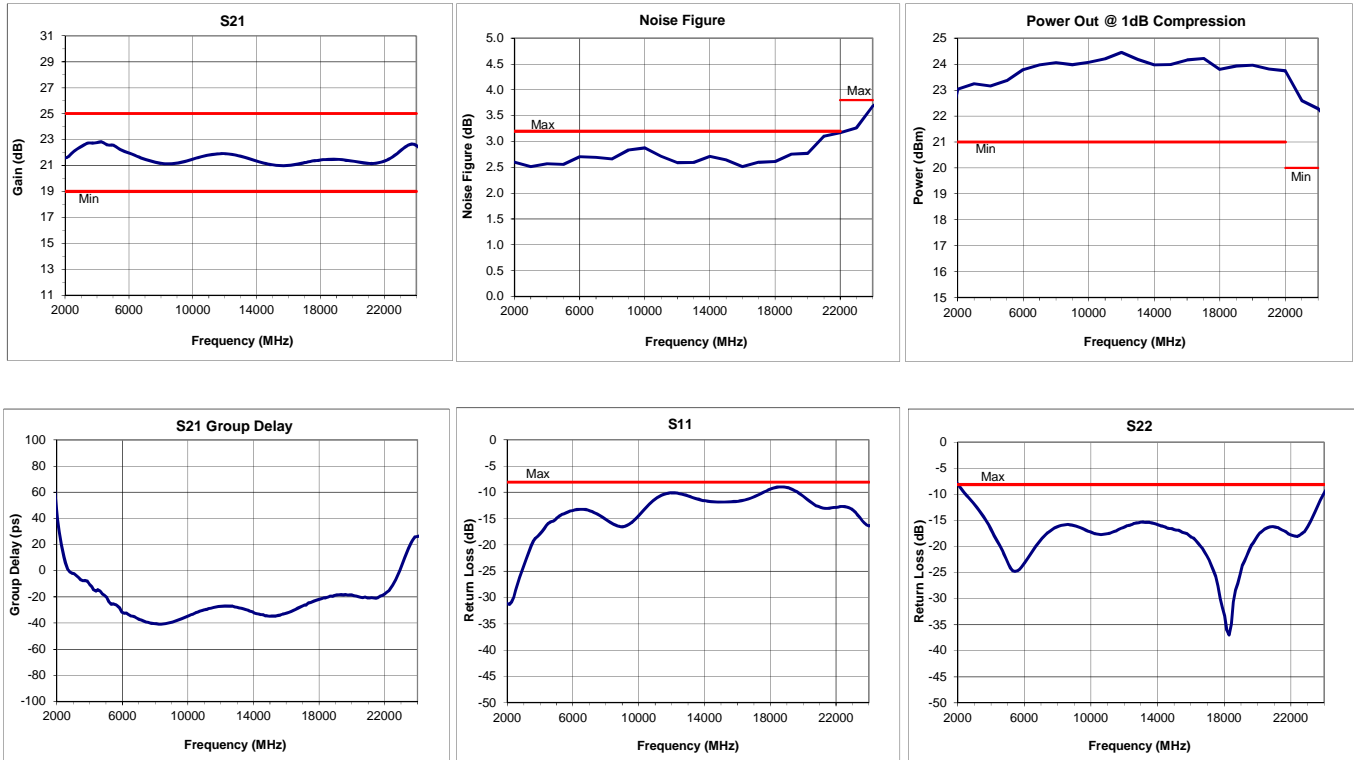 S21
Gain (dB)
31
29
27
25
23
21
19
17
15
13
11
Min
2000 6000 10000 14000 18000 22000
Frequency (MHz)
Noise Figure
Noise Figure (dB)
5.0
4.5
4.0
3.5
3.0
2.5
2.0
1.5
1.0
0.5
0.0
Max
Max
2000 4000 6000 8000 10000 12000 14000 16000 18000 20000 22000 24000
Frequency (MHz)
Power Out @ 1dB Compression
Power (dBm)
25
24
23
22
21
20
19
18
17
16
15
Min
Min
2000 6000 10000 14000 18000 22000
Frequency (MHz)
S21 Group Delay
Group Delay (ps)
100
80
60
40
20
0
-20
-40
-60
-80
-100
2000 6000 10000 14000 18000 22000
Frequency (MHz)
S11
Return Loss (dB)
0
-5
-10
-15
-20
-25
-30
-35
-40
-45
-50
Max
2000 6000 10000 14000 18000 22000
Frequency (MHz)
S22
Return Loss (dB)
0
-5
-10
-15
-20
-25
-30
-35
-40
-45
-50
Max
2000 6000 10000 14000 18000 22000
Frequency (MHz)